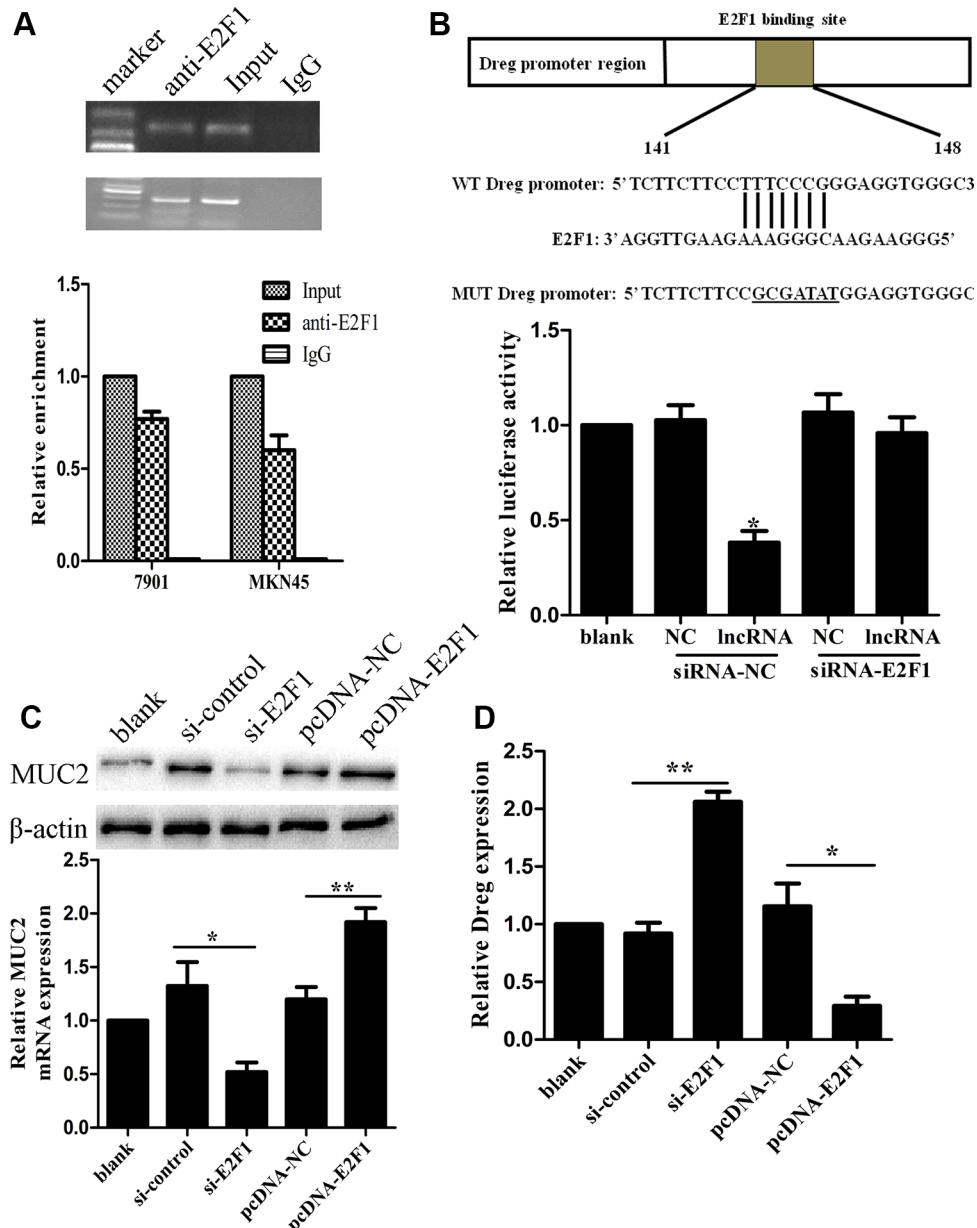 A
marker
anti-E2F1
Input
IgG
1.5
1.0
0.5
0.0
Relative enrichment
Input
anti-E2F1
IgG
7901
MKN45
B
E2F1 binding site
Dreg promoter region
141
148
WT Dreg promoter: 5'TCTTCTTCCTTTCCCGGGAGGTGGGC3
E2F1: 3'AGGTTGAAGAAAGGGCAAGAAGGG5'
MUT Dreg promoter: 5'TCTTCTTCCGCGATATGGAGGTGGGC
1.5
1.0
0.5
0.0
Relative luciferase activity
*
blank
NC
lncRNA
NC
lncRNA
siRNA-NC
siRNA-E2F1
C
blank
si-control
si-E2F1
pcDNA-NC
pcDNA-E2F1
MUC2
β-actin
2.5
2.0
1.5
1.0
0.5
0.0
Relative MUC2
mRNA expression
*
**
blank
si-control
si-E2F1
pcDNA-NC
pcDNA-E2F1
D
2.5
2.0
1.5
1.0
0.5
0.0
Relative Dreg expression
**
*
blank
si-control
si-E2F1
pcDNA-NC
pcDNA-E2F1